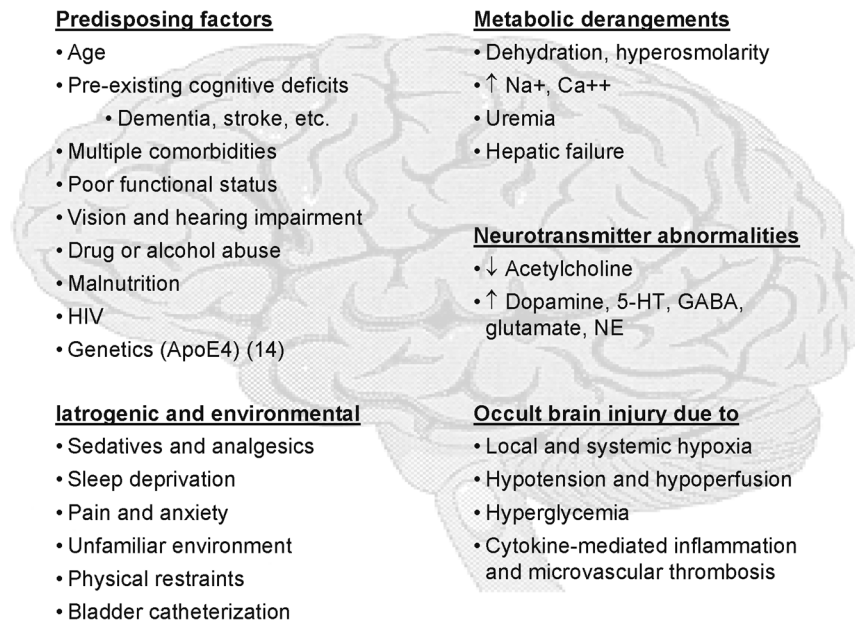 Predisposing factors
• Age
• Pre-existing cognitive deficits
• Dementia, stroke, etc.
• Multiple comorbidities
• Poor functional status
• Vision and hearing impairment
• Drug or alcohol abuse
• Malnutrition
• HIV
• Genetics (ApoE4) (14)
Metabolic derangements
• Dehydration, hyperosmolarity
• ↑ Na+, Ca++
• Uremia
• Hepatic failure
Neurotransmitter abnormalities
• ↓ Acetylcholine
• ↑ Dopamine, 5-HT, GABA,
glutamate, NE
Iatrogenic and environmental
• Sedatives and analgesics
• Sleep deprivation
• Pain and anxiety
• Unfamiliar environment
• Physical restraints
• Bladder catheterization
Occult brain injury due to
• Local and systemic hypoxia
• Hypotension and hypoperfusion
• Hyperglycemia
• Cytokine-mediated inflammation
and microvascular thrombosis